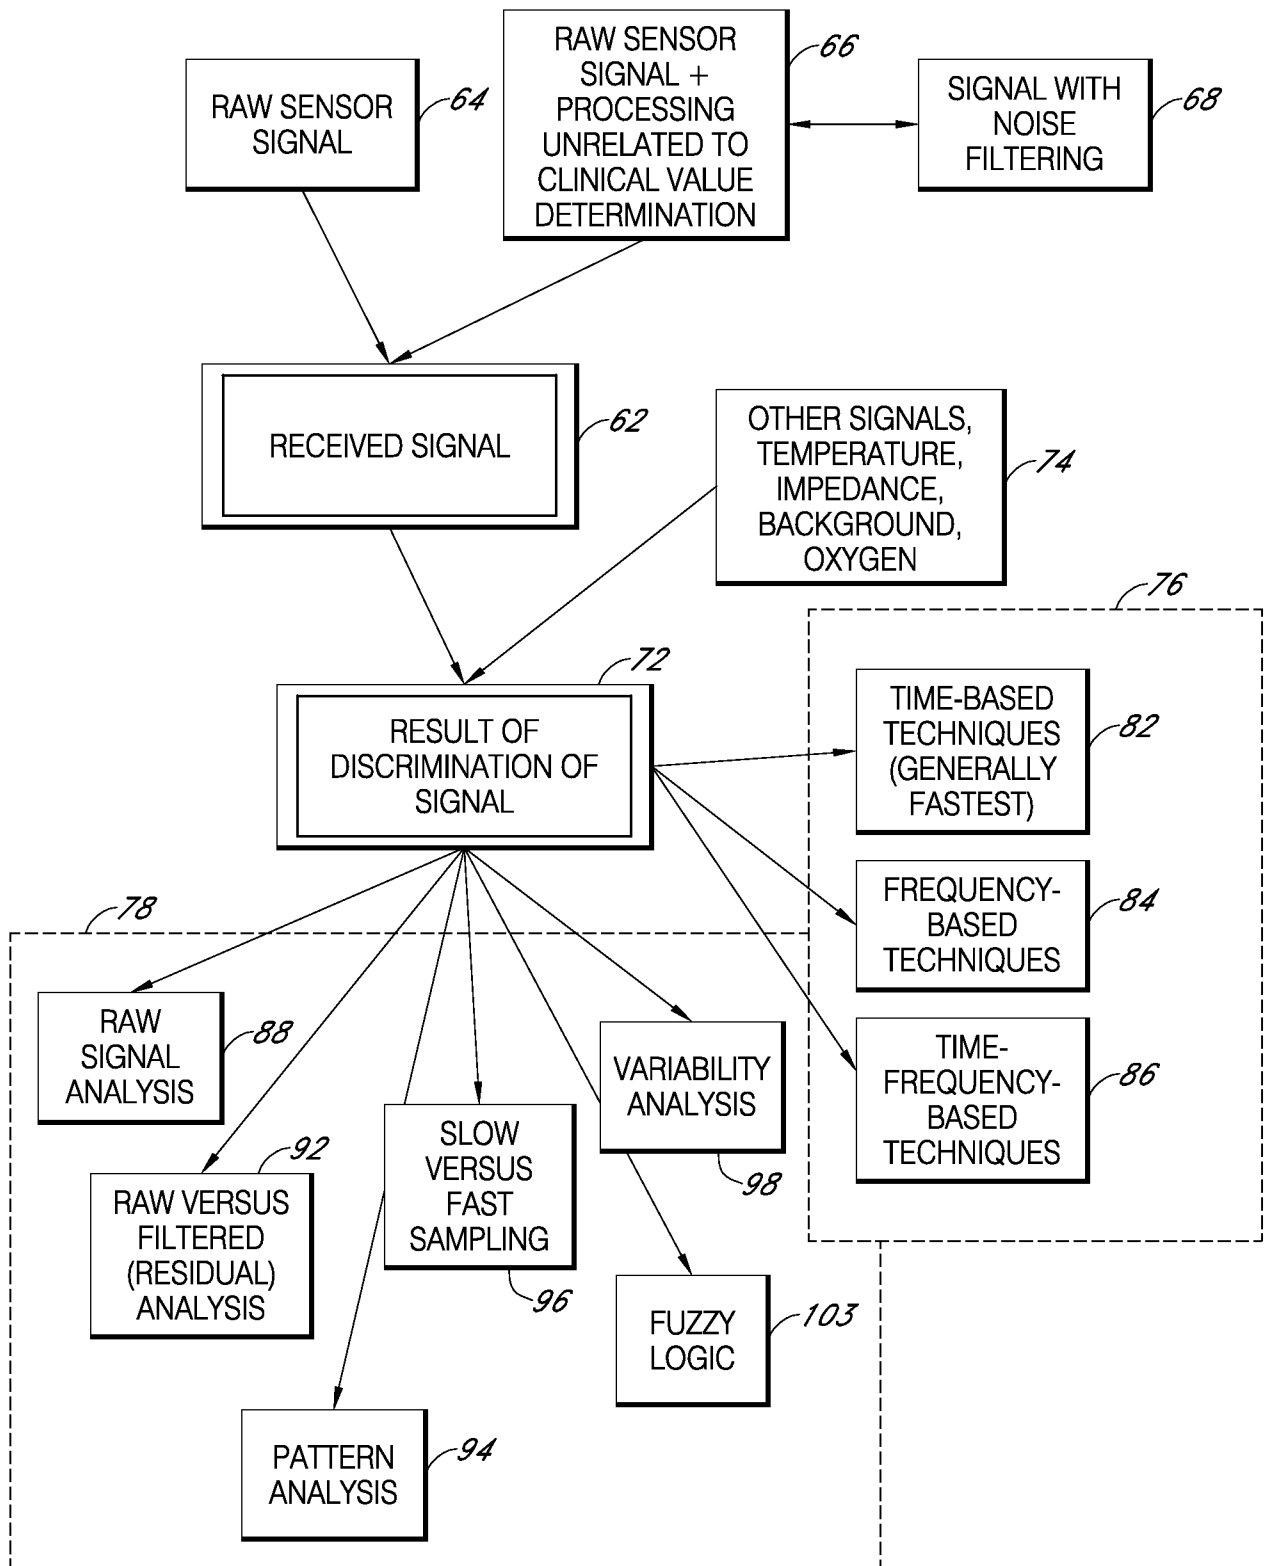 RAW SENSOR
SIGNAL
64
RAW SENSOR
SIGNAL +
PROCESSING
UNRELATED TO
CLINICAL VALUE
DETERMINATION
66
SIGNAL WITH
NOISE
FILTERING
68
RECEIVED SIGNAL
62
OTHER SIGNALS,
TEMPERATURE,
IMPEDANCE,
BACKGROUND,
OXYGEN
74
76
RESULT OF
DISCRIMINATION OF
SIGNAL
72
TIME-BASED
TECHNIQUES
(GENERALLY
FASTEST)
82
FREQUENCY-
BASED
TECHNIQUES
84
TIME-
FREQUENCY-
BASED
TECHNIQUES
86
78
RAW
SIGNAL
ANALYSIS
88
RAW VERSUS
FILTERED
(RESIDUAL)
ANALYSIS
92
SLOW
VERSUS
FAST
SAMPLING
96
VARIABILITY
ANALYSIS
98
FUZZY
LOGIC
103
PATTERN
ANALYSIS
94